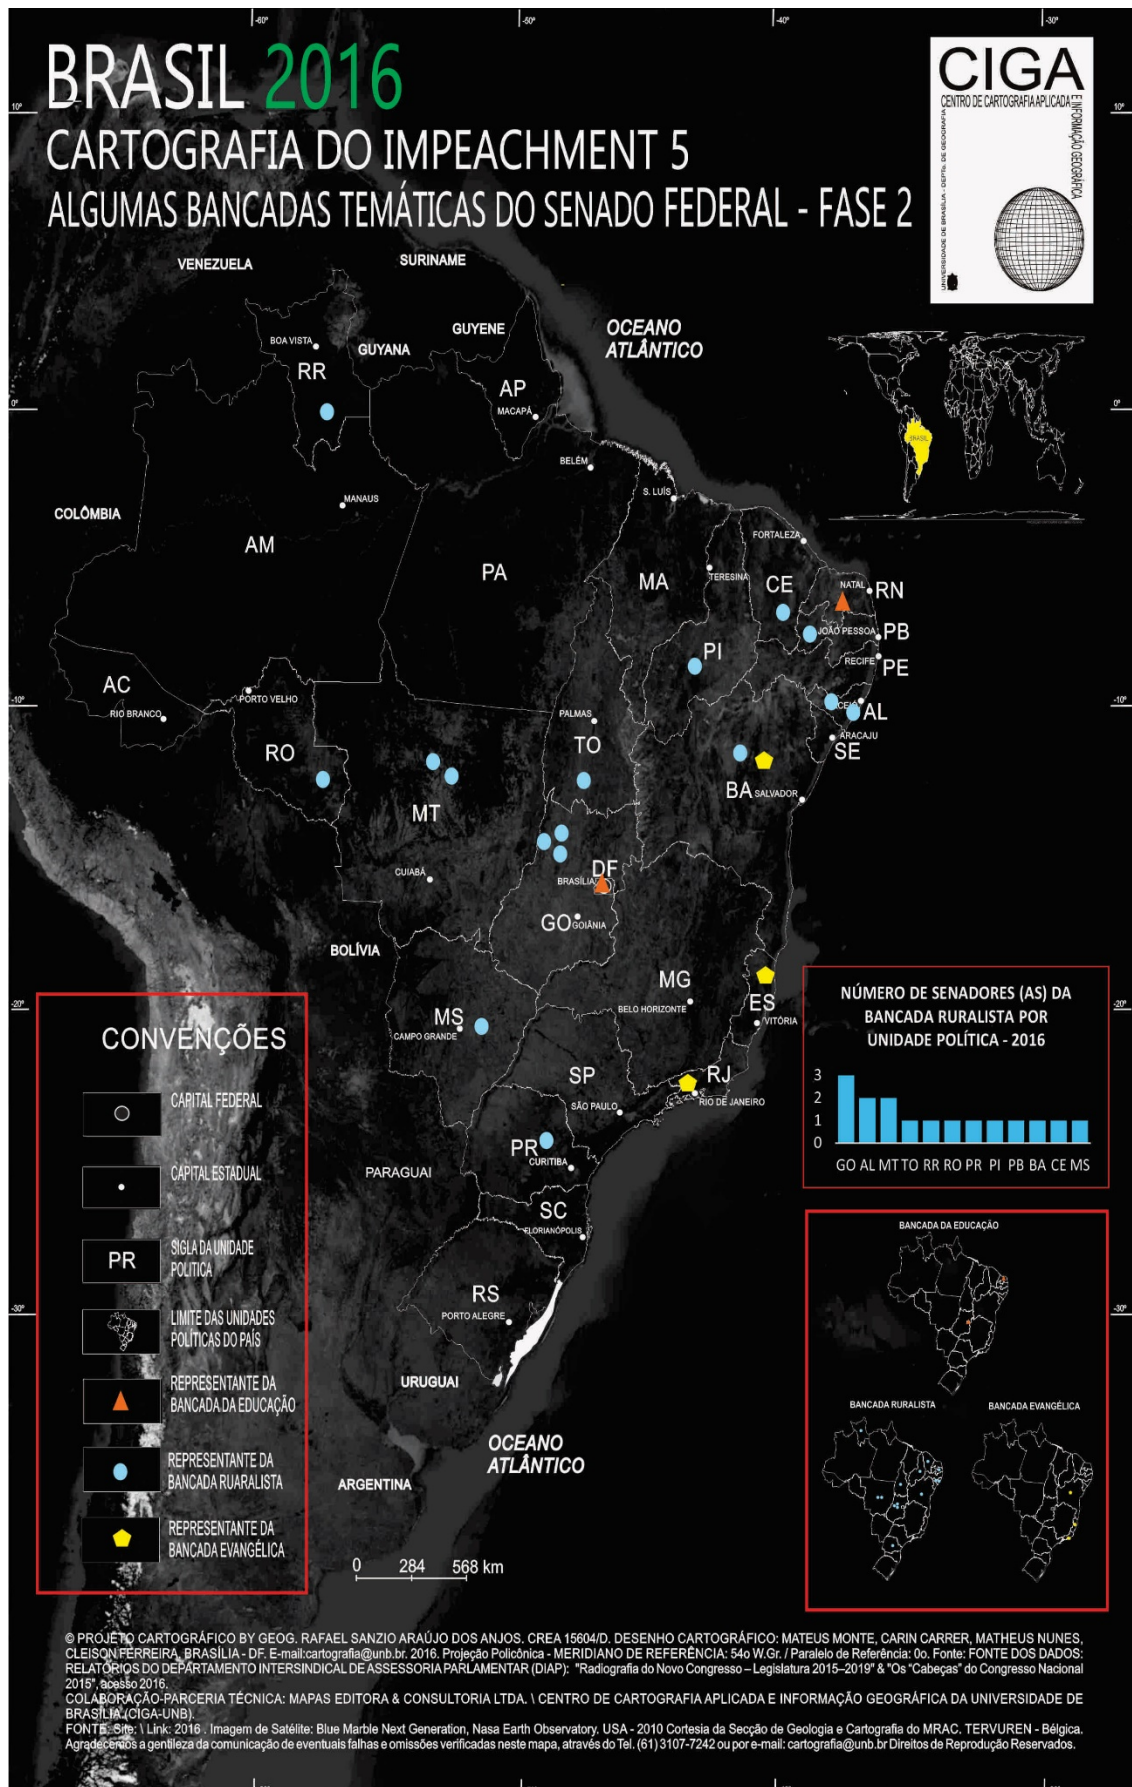 -60º
-50º
-40º
-30º
BRASIL 2016
CARTOGRAFIA DO IMPEACHMENT 5
ALGUMAS BANCADAS TEMÁTICAS DO SENADO FEDERAL - FASE 2
CIGA
CENTRO DE CARTOGRAFIA APLICADA
E INFORMAÇÃO GEOGRÁFICA
UNIVERSIDADE DE BRASÍLIA - DEPTo. DE GEOGRAFIA
10º
10º
VENEZUELA
SURINAME
GUYENE
GUYANA
OCEANO
ATLÂNTICO
BOA VISTA
RR
AP
MACAPÁ
0º
0º
BRASIL
BELÉM
S. LUÍS
MANAUS
COLÔMBIA
AM
PA
MA
FORTALEZA
TERESINA
CE
NATAL
RN
JOÃO PESSOA
PB
PI
RECIFE
PE
AC
RIO BRANCO
PORTO VELHO
-10º
-10º
PALMAS
AL
ARACAJU
SE
RO
TO
MT
BA
SALVADOR
CUIABÁ
DF
BRASÍLIA
GO
GOIÂNIA
BOLÍVIA
MG
BELO HORIZONTE
ES
VITÓRIA
MS
CAMPO GRANDE
-20º
-20º
SP
SÃO PAULO
RJ
RIO DE JANEIRO
PR
CURITIBA
PARAGUAI
SC
FLORIANÓPOLIS
RS
PORTO ALEGRE
-30º
-30º
URUGUAI
ARGENTINA
OCEANO
ATLÂNTICO
0 284 568 km
CONVENÇÕES
CAPITAL FEDERAL
CAPITAL ESTADUAL
PR
SIGLA DA UNIDADE
POLITICA
LIMITE DAS UNIDADES
POLÍTICAS DO PAÍS
REPRESENTANTE DA
BANCADA DA EDUCAÇÃO
REPRESENTANTE DA
BANCADA RUARALISTA
REPRESENTANTE DA
BANCADA EVANGÉLICA
NÚMERO DE SENADORES (AS) DA
BANCADA RURALISTA POR
UNIDADE POLÍTICA - 2016
3
2
1
0
GO AL MT TO RR RO PR PI PB BA CE MS
BANCADA DA EDUCAÇÃO
BANCADA RURALISTA
BANCADA EVANGÉLICA
© PROJETO CARTOGRÁFICO BY GEOG. RAFAEL SANZIO ARAÚJO DOS ANJOS. CREA 15604/D. DESENHO CARTOGRÁFICO: MATEUS MONTE, CARIN CARRER, MATHEUS NUNES,
CLEISON FERREIRA, BRASÍLIA - DF. E-mail:cartografia@unb.br. 2016. Projeção Policônica - MERIDIANO DE REFERÊNCIA: 54o W.Gr. / Paralelo de Referência: 0o. Fonte: FONTE DOS DADOS:
RELATÓRIOS DO DEPARTAMENTO INTERSINDICAL DE ASSESSORIA PARLAMENTAR (DIAP): "Radiografia do Novo Congresso – Legislatura 2015–2019" & "Os "Cabeças" do Congresso Nacional
2015", acesso 2016.
COLABORAÇÃO-PARCERIA TÉCNICA: MAPAS EDITORA & CONSULTORIA LTDA. \ CENTRO DE CARTOGRAFIA APLICADA E INFORMAÇÃO GEOGRÁFICA DA UNIVERSIDADE DE
BRASÍLIA.(CIGA-UNB).
FONTE: Site: \ Link: 2016 . Imagem de Satélite: Blue Marble Next Generation, Nasa Earth Observatory. USA - 2010 Cortesia da Secção de Geologia e Cartografia do MRAC. TERVUREN - Bélgica.
Agradecemos a gentileza da comunicação de eventuais falhas e omissões verificadas neste mapa, através do Tel. (61) 3107-7242 ou por e-mail: cartografia@unb.br Direitos de Reprodução Reservados.